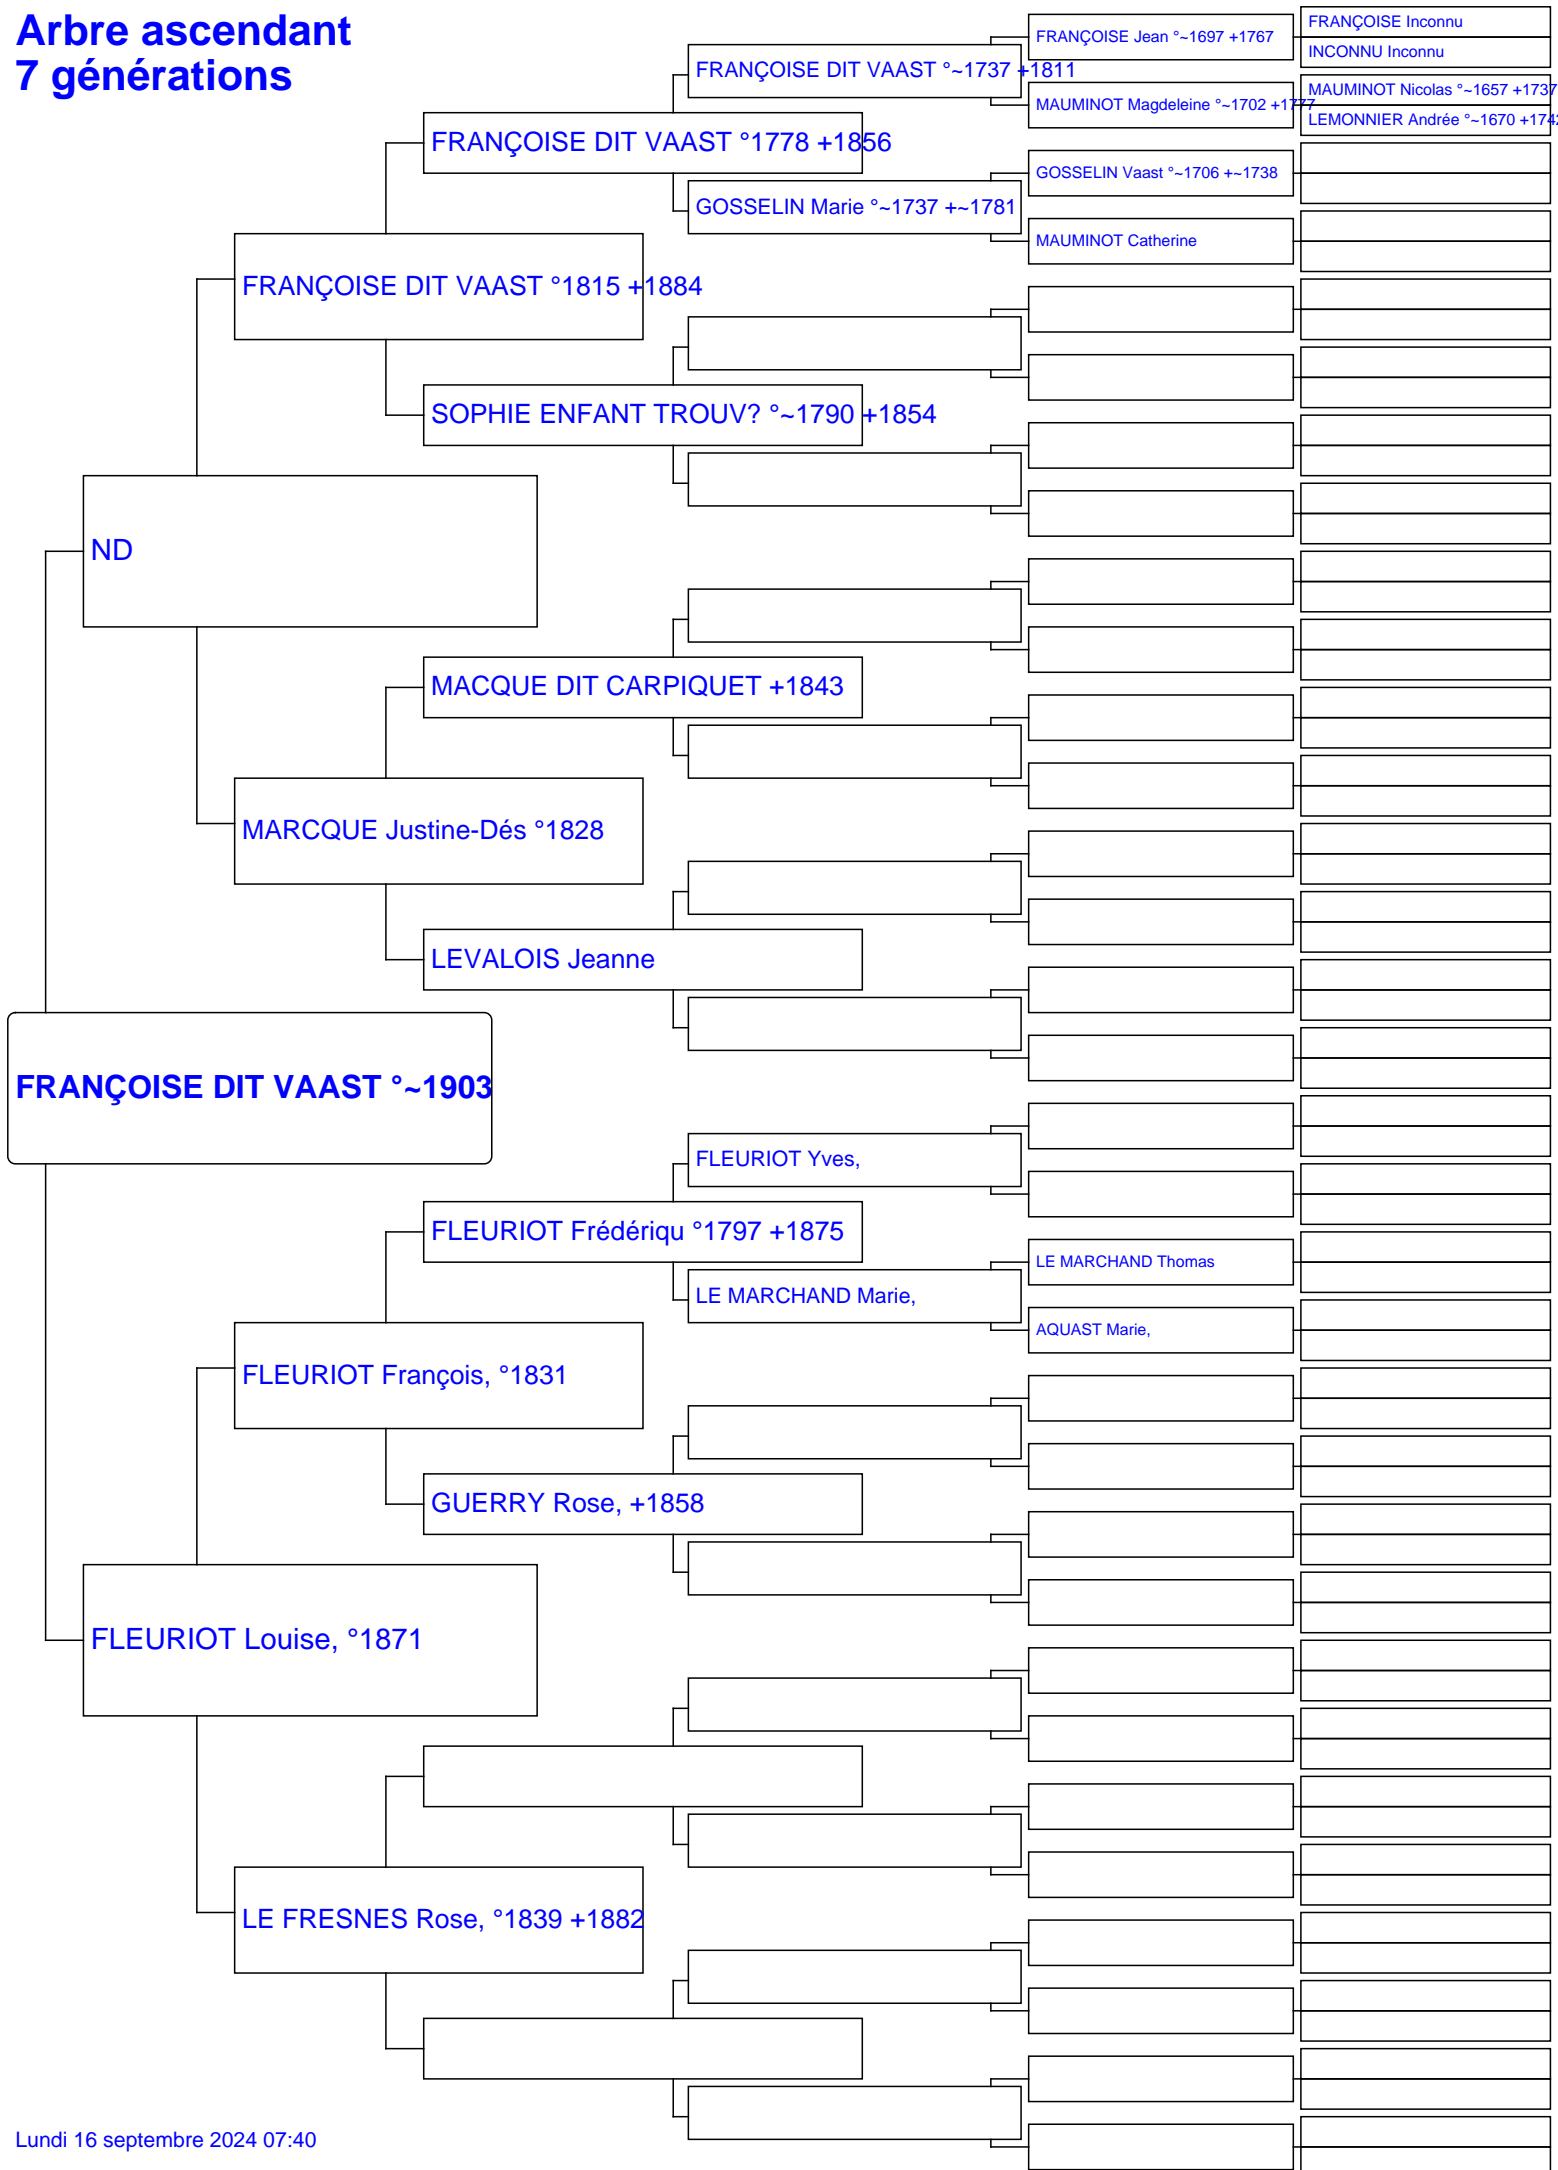 Arbre ascendant
7 générations
FRANÇOISE Inconnu
FRANÇOISE Jean °~1697 +1767
INCONNU Inconnu
FRANÇOISE DIT VAAST °~1737 +1811
MAUMINOT Nicolas °~1657 +1737
MAUMINOT Magdeleine °~1702 +1777
LEMONNIER Andrée °~1670 +1742
FRANÇOISE DIT VAAST °1778 +1856
GOSSELIN Vaast °~1706 +~1738
GOSSELIN Marie °~1737 +~1781
MAUMINOT Catherine
FRANÇOISE DIT VAAST °1815 +1884
SOPHIE ENFANT TROUV? °~1790 +1854
ND
MACQUE DIT CARPIQUET +1843
MARCQUE Justine-Dés °1828
LEVALOIS Jeanne
FRANÇOISE DIT VAAST °~1903
FLEURIOT Yves,
FLEURIOT Frédériqu °1797 +1875
LE MARCHAND Thomas
LE MARCHAND Marie,
AQUAST Marie,
FLEURIOT François, °1831
GUERRY Rose, +1858
FLEURIOT Louise, °1871
LE FRESNES Rose, °1839 +1882
Lundi 16 septembre 2024 07:40